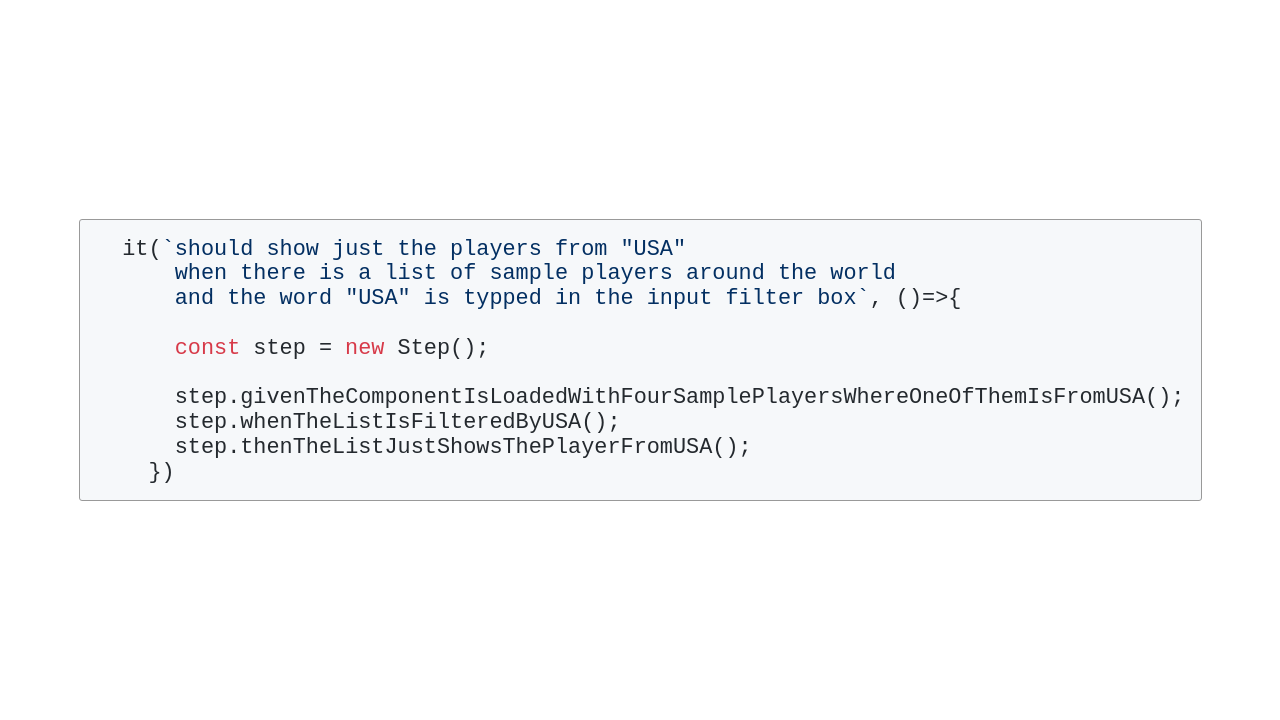 it(`should show just the players from "USA"
when there is a list of sample players around the world
and the word "USA" is typped in the input filter box`, ()=>{
const step = new Step();
step.givenTheComponentIsLoadedWithFourSamplePlayersWhereOneOfThemIsFromUSA();
step.whenTheListIsFilteredByUSA();
step.thenTheListJustShowsThePlayerFromUSA();
})